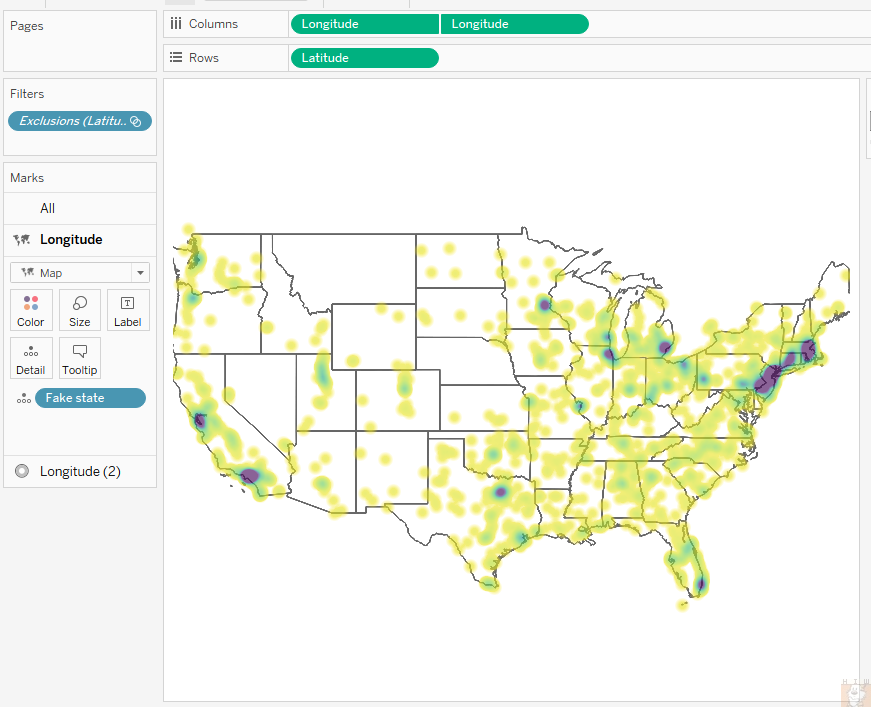 Pages
Columns
Longitude
Longitude
Rows
Latitude
Filters
Exclusions (Latitu..
Marks
All
Longitude
Map
Color
Size
Label
T
Detail
Tooltip
Fake state
Longitude (2)